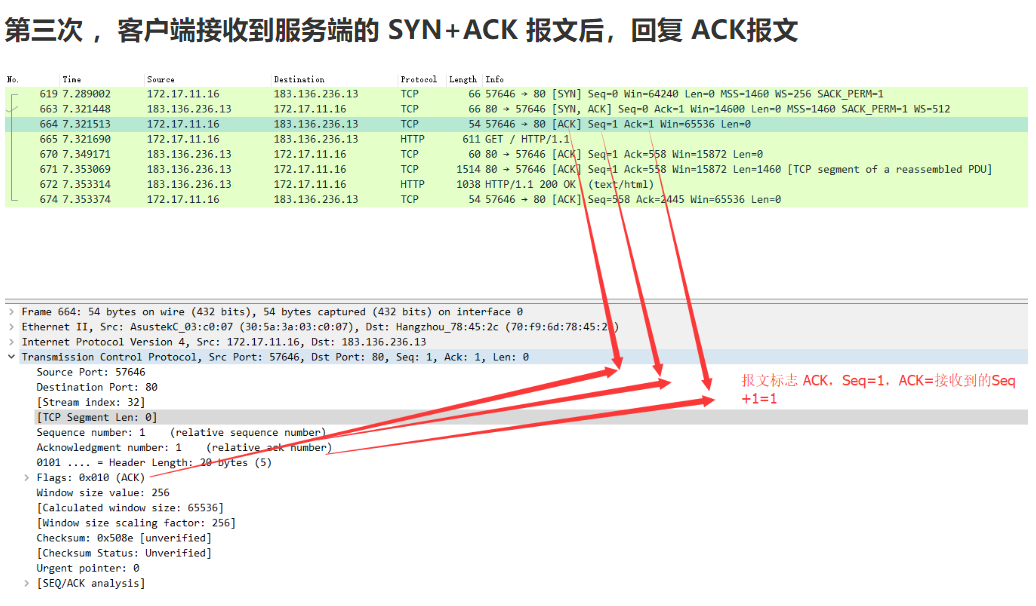 第三次 ，客户端接收到服务端的 SYN+ACK 报文后，回复 ACK报文
No. Time Source Destination Protocol Length Info
619 7.289002 172.17.11.16 183.136.236.13 TCP 66 57646 → 80 [SYN] Seq=0 Win=64240 Len=0 MSS=1460 WS=256 SACK_PERM=1
663 7.321448 183.136.236.13 172.17.11.16 TCP 66 80 → 57646 [SYN, ACK] Seq=0 Ack=1 Win=14600 Len=0 MSS=1460 SACK_PERM=1 WS=512
664 7.321513 172.17.11.16 183.136.236.13 TCP 54 57646 → 80 [ACK] Seq=1 Ack=1 Win=65536 Len=0
665 7.321690 172.17.11.16 183.136.236.13 HTTP 611 GET / HTTP/1.1
670 7.349171 183.136.236.13 172.17.11.16 TCP 60 80 → 57646 [ACK] Seq=1 Ack=558 Win=15872 Len=0
671 7.353069 183.136.236.13 172.17.11.16 TCP 1514 80 → 57646 [ACK] Seq=1 Ack=558 Win=15872 Len=1460 [TCP segment of a reassembled PDU]
672 7.353314 183.136.236.13 172.17.11.16 HTTP 1038 HTTP/1.1 200 OK (text/html)
674 7.353374 172.17.11.16 183.136.236.13 TCP 54 57646 → 80 [ACK] Seq=558 Ack=2445 Win=65536 Len=0
Frame 664: 54 bytes on wire (432 bits), 54 bytes captured (432 bits) on interface 0
Ethernet II, Src: AsustekC_03:c0:07 (30:5a:3a:03:c0:07), Dst: Hangzhou_78:45:2c (70:f9:6d:78:45:2c)
Internet Protocol Version 4, Src: 172.17.11.16, Dst: 183.136.236.13
Transmission Control Protocol, Src Port: 57646, Dst Port: 80, Seq: 1, Ack: 1, Len: 0
Source Port: 57646
Destination Port: 80
[Stream index: 32]
[TCP Segment Len: 0]
Sequence number: 1 (relative sequence number)
Acknowledgment number: 1 (relative ack number)
0101 .... = Header Length: 20 bytes (5)
Flags: 0x010 (ACK)
Window size value: 256
[Calculated window size: 65536]
[Window size scaling factor: 256]
Checksum: 0x508e [unverified]
[Checksum Status: Unverified]
Urgent pointer: 0
[SEQ/ACK analysis]
报文标志 ACK，Seq=1，ACK=接收到的Seq
+1=1